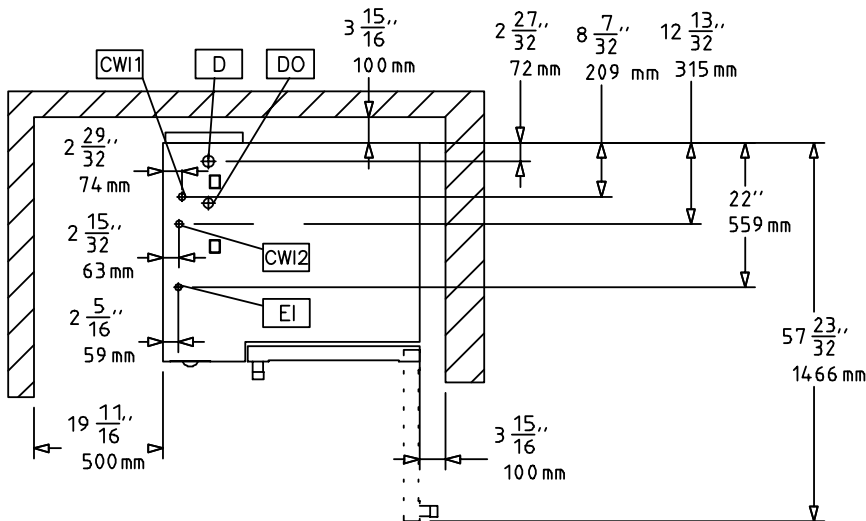 3 15/16"
100 mm
2 27/32"
72 mm
8 7/32"
209 mm
12 13/32"
315 mm
CWI1
D
DO
2 29/32"
74 mm
22"
559 mm
2 15/32"
63 mm
CWI2
EI
2 5/16"
59 mm
57 23/32"
1466 mm
19 11/16"
500 mm
3 15/16"
100 mm